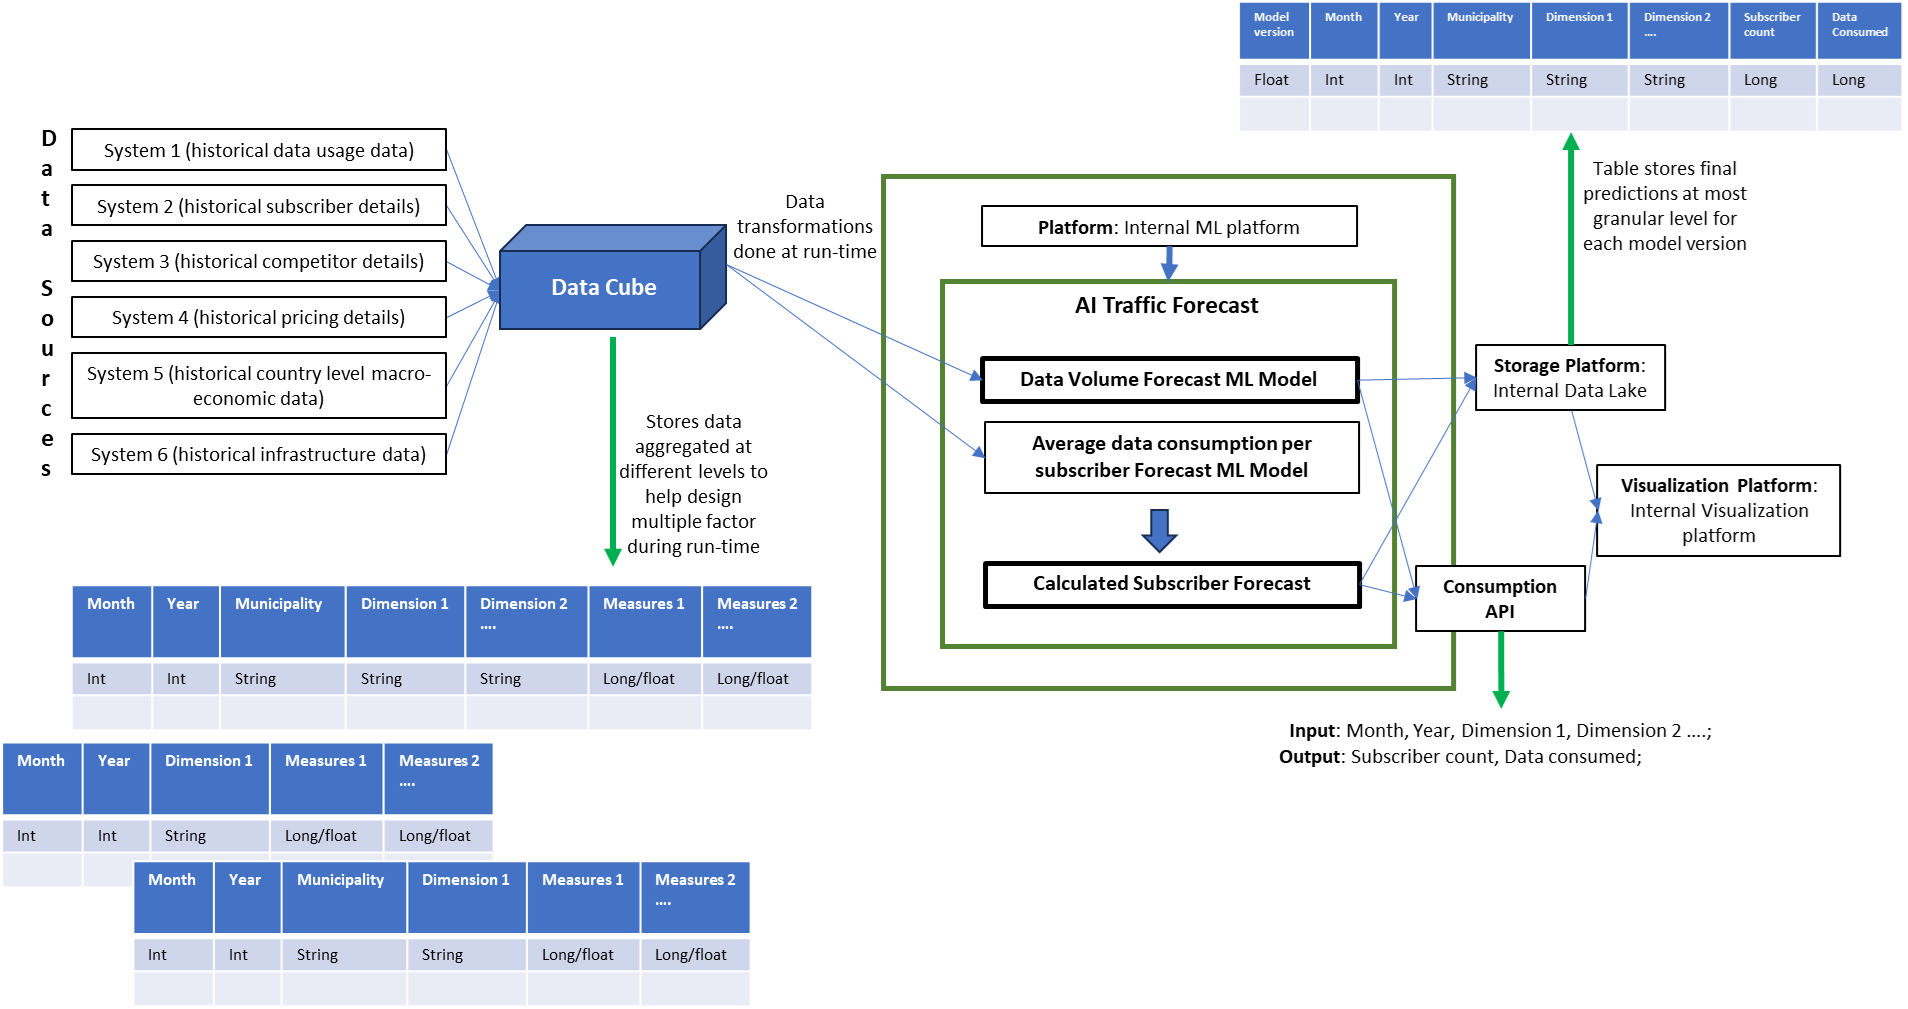 Model version
Month
Year
Municipality
Dimension 1
Dimension 2 ....
Subscriber count
Data Consumed
Float
Int
Int
String
String
String
Long
Long
Data Sources
System 1 (historical data usage data)
System 2 (historical subscriber details)
System 3 (historical competitor details)
System 4 (historical pricing details)
System 5 (historical country level macro-
economic data)
System 6 (historical infrastructure data)
Data Cube
Data
transformations
done at run-time
Stores data
aggregated at
different levels to
help design
multiple factor
during run-time
Platform: Internal ML platform
AI Traffic Forecast
Data Volume Forecast ML Model
Average data consumption per
subscriber Forecast ML Model
Calculated Subscriber Forecast
Table stores final
predictions at most
granular level for
each model version
Storage Platform:
Internal Data Lake
Visualization Platform:
Internal Visualization
platform
Consumption
API
Input: Month, Year, Dimension 1, Dimension 2 ....;
Output: Subscriber count, Data consumed;
Month
Year
Municipality
Dimension 1
Dimension 2 ....
Measures 1
Measures 2 ....
Int
Int
String
String
String
Long/float
Long/float
Month
Year
Dimension 1
Measures 1
Measures 2 ....
Int
Int
String
Long/float
Long/float
Month
Year
Municipality
Dimension 1
Measures 1
Measures 2 ....
Int
Int
String
String
Long/float
Long/float